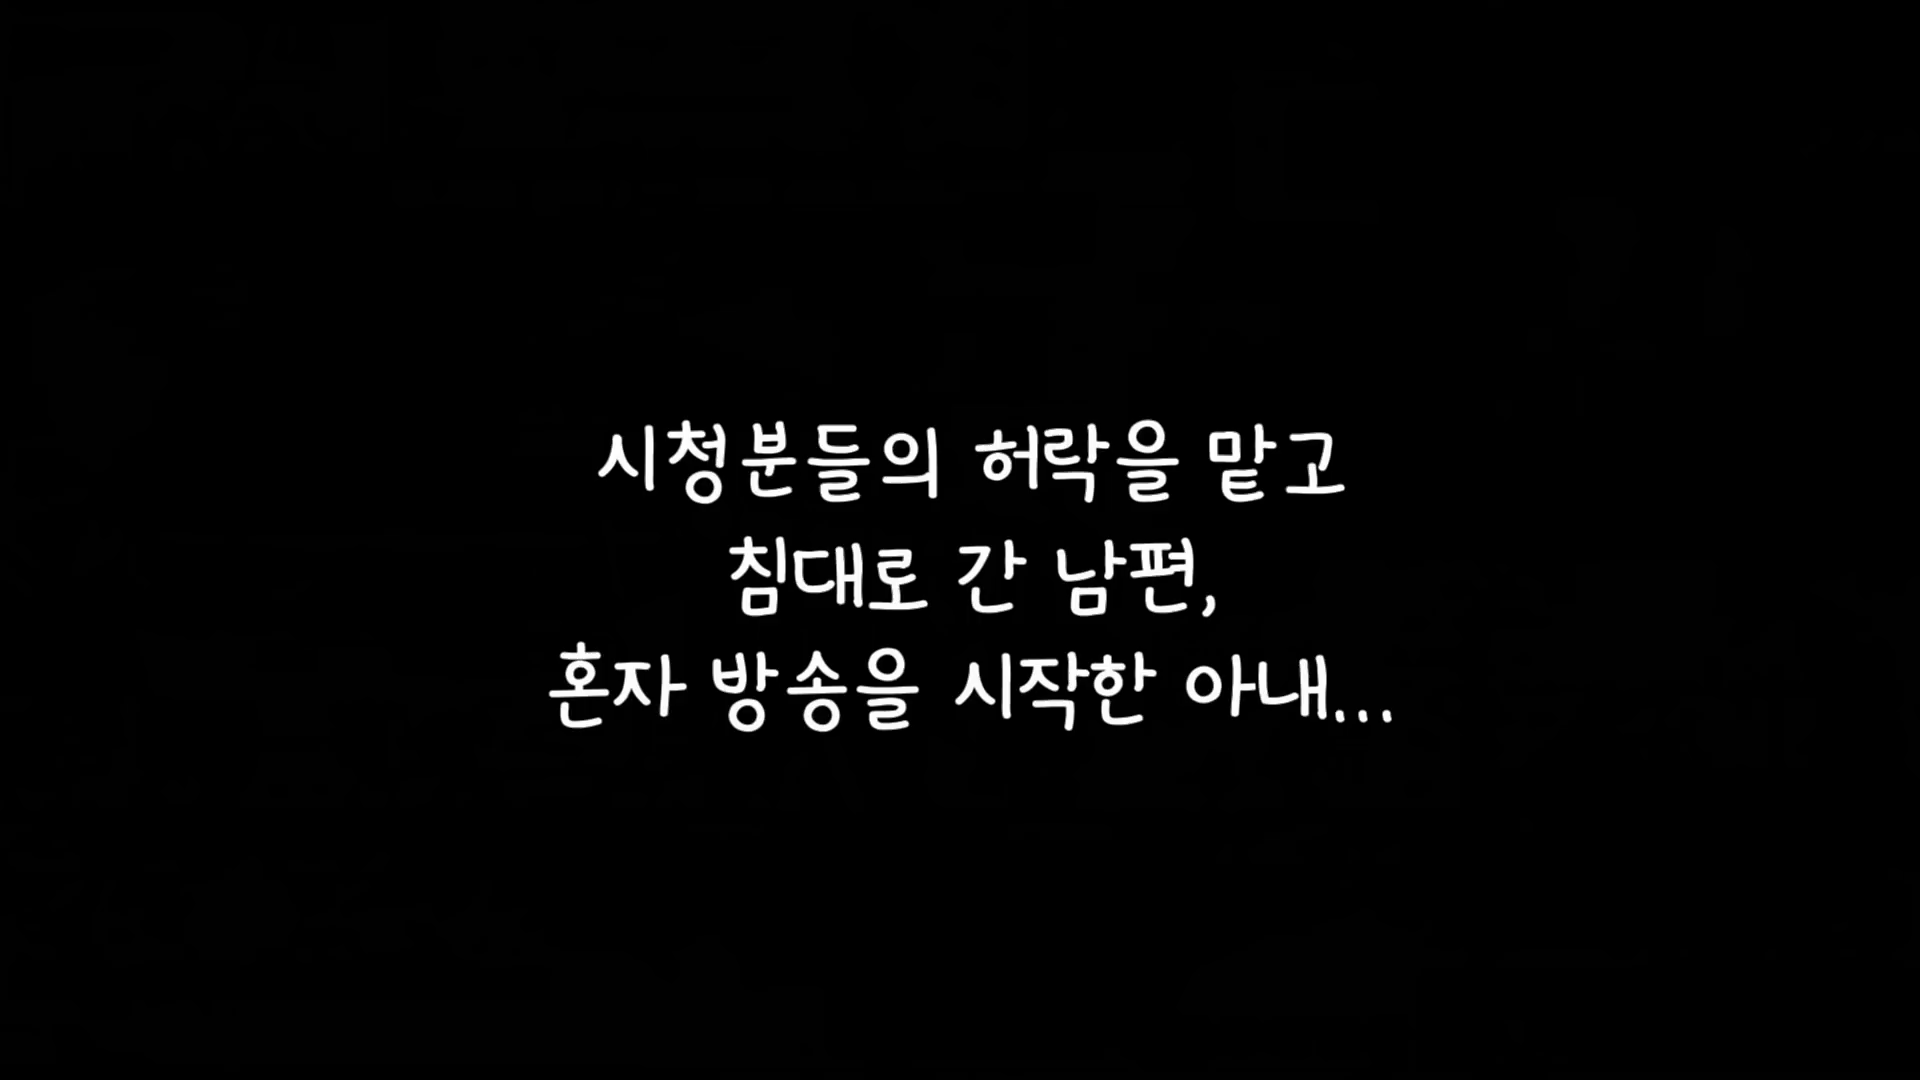 시청분들의 허락을 맡고
침대로 간 남편,
혼자 방송을 시작한 아내...